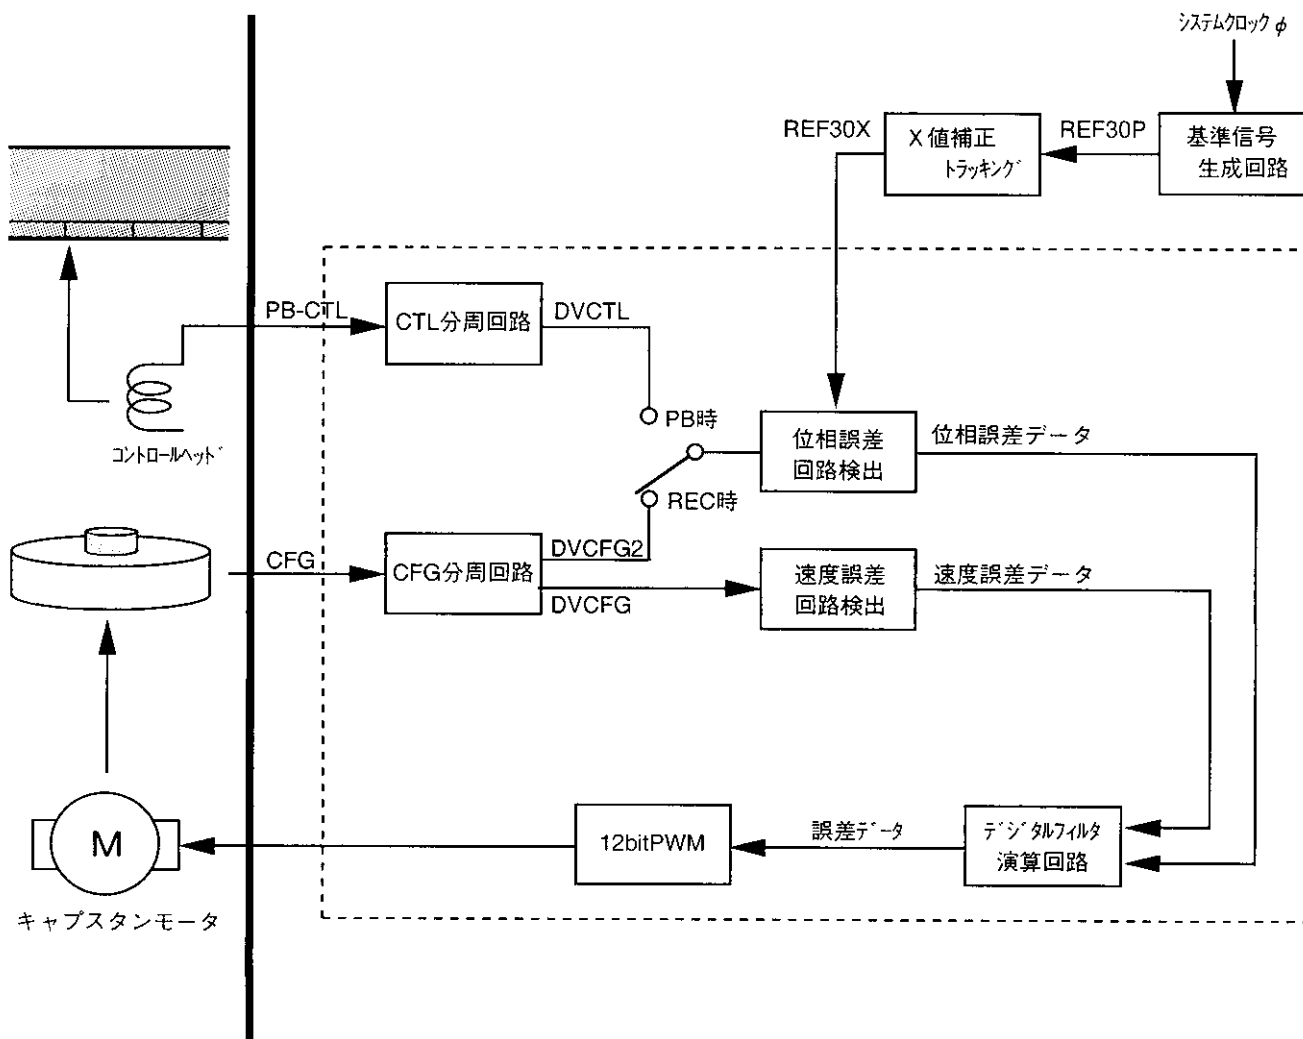 システムクロックφ
REF30X
X値補正
トラッキング
REF30P
基準信号
生成回路
PB-CTL
CTL分周回路
DVCTL
PB時
コントロールヘッド
位相誤差
回路検出
位相誤差データ
REC時
CFG
CFG分周回路
DVCFG2
DVCFG
速度誤差
回路検出
速度誤差データ
M
キャプスタンモータ
12bitPWM
誤差データ
デジタルフィルタ
演算回路